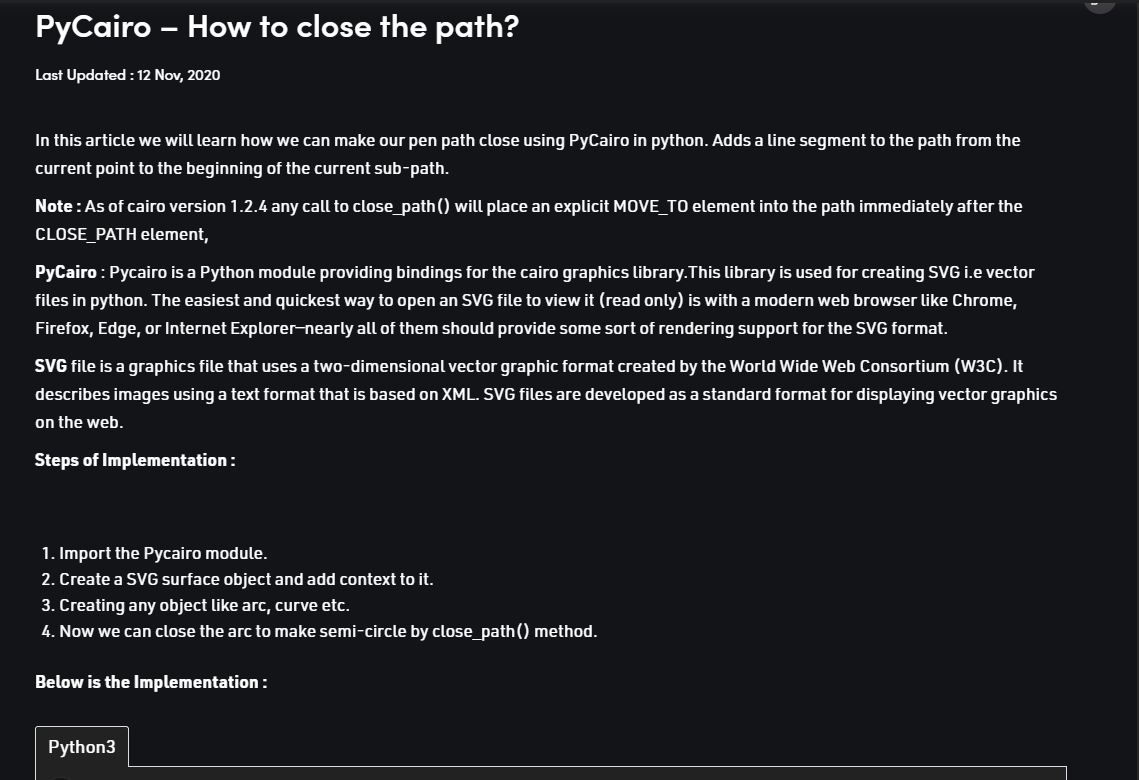 PyCairo – How to close the path?
Last Updated : 12 Nov, 2020
In this article we will learn how we can make our pen path close using PyCairo in python. Adds a line segment to the path from the
current point to the beginning of the current sub-path.
Note : As of cairo version 1.2.4 any call to close_path() will place an explicit MOVE_TO element into the path immediately after the
CLOSE_PATH element,
PyCairo : Pycairo is a Python module providing bindings for the cairo graphics library.This library is used for creating SVG i.e vector
files in python. The easiest and quickest way to open an SVG file to view it (read only) is with a modern web browser like Chrome,
Firefox, Edge, or Internet Explorer—nearly all of them should provide some sort of rendering support for the SVG format.
SVG file is a graphics file that uses a two-dimensional vector graphic format created by the World Wide Web Consortium (W3C). It
describes images using a text format that is based on XML. SVG files are developed as a standard format for displaying vector graphics
on the web.
Steps of Implementation :
1. Import the Pycairo module.
2. Create a SVG surface object and add context to it.
3. Creating any object like arc, curve etc.
4. Now we can close the arc to make semi-circle by close_path() method.
Below is the Implementation :
Python3